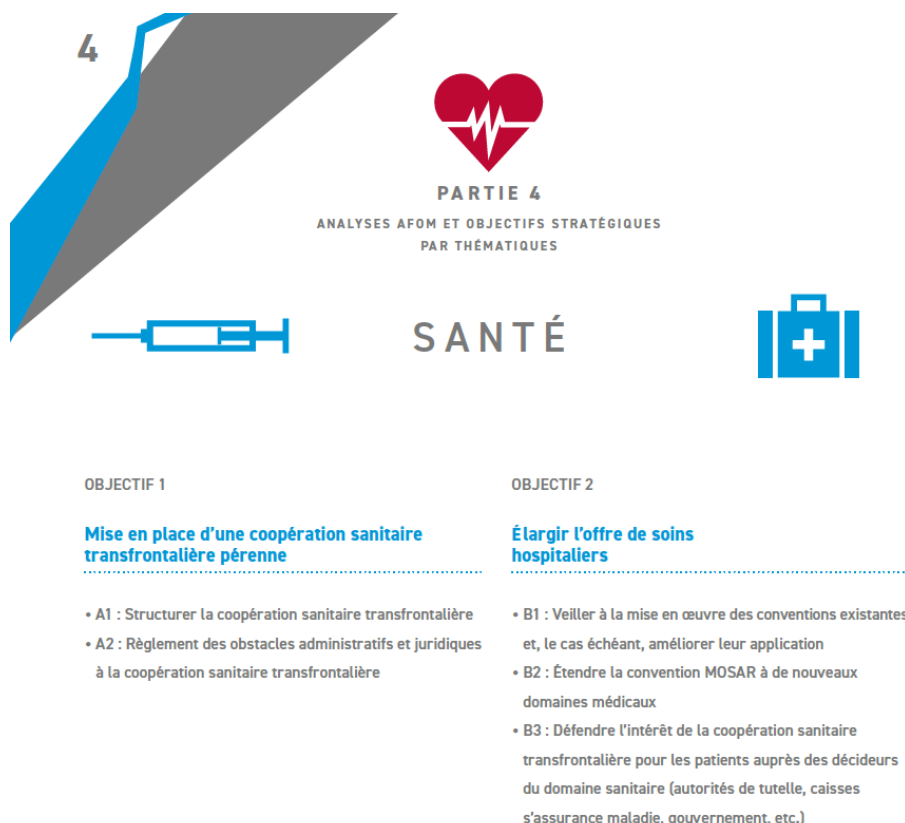 4
PARTIE 4
ANALYSES AFOM ET OBJECTIFS STRATÉGIQUES
PAR THÉMATIQUES
SANTÉ
OBJECTIF 1
Mise en place d'une coopération sanitaire
transfrontalière pérenne
• A1 : Structurer la coopération sanitaire transfrontalière
• A2 : Règlement des obstacles administratifs et juridiques
à la coopération sanitaire transfrontalière
OBJECTIF 2
Élargir l'offre de soins
hospitaliers
• B1 : Veiller à la mise en œuvre des conventions existantes
et, le cas échéant, améliorer leur application
• B2 : Étendre la convention MOSAR à de nouveaux
domaines médicaux
• B3 : Défendre l'intérêt de la coopération sanitaire
transfrontalière pour les patients auprès des décideurs
du domaine sanitaire (autorités de tutelle, caisses
s'assurance maladie, gouvernement, etc.)